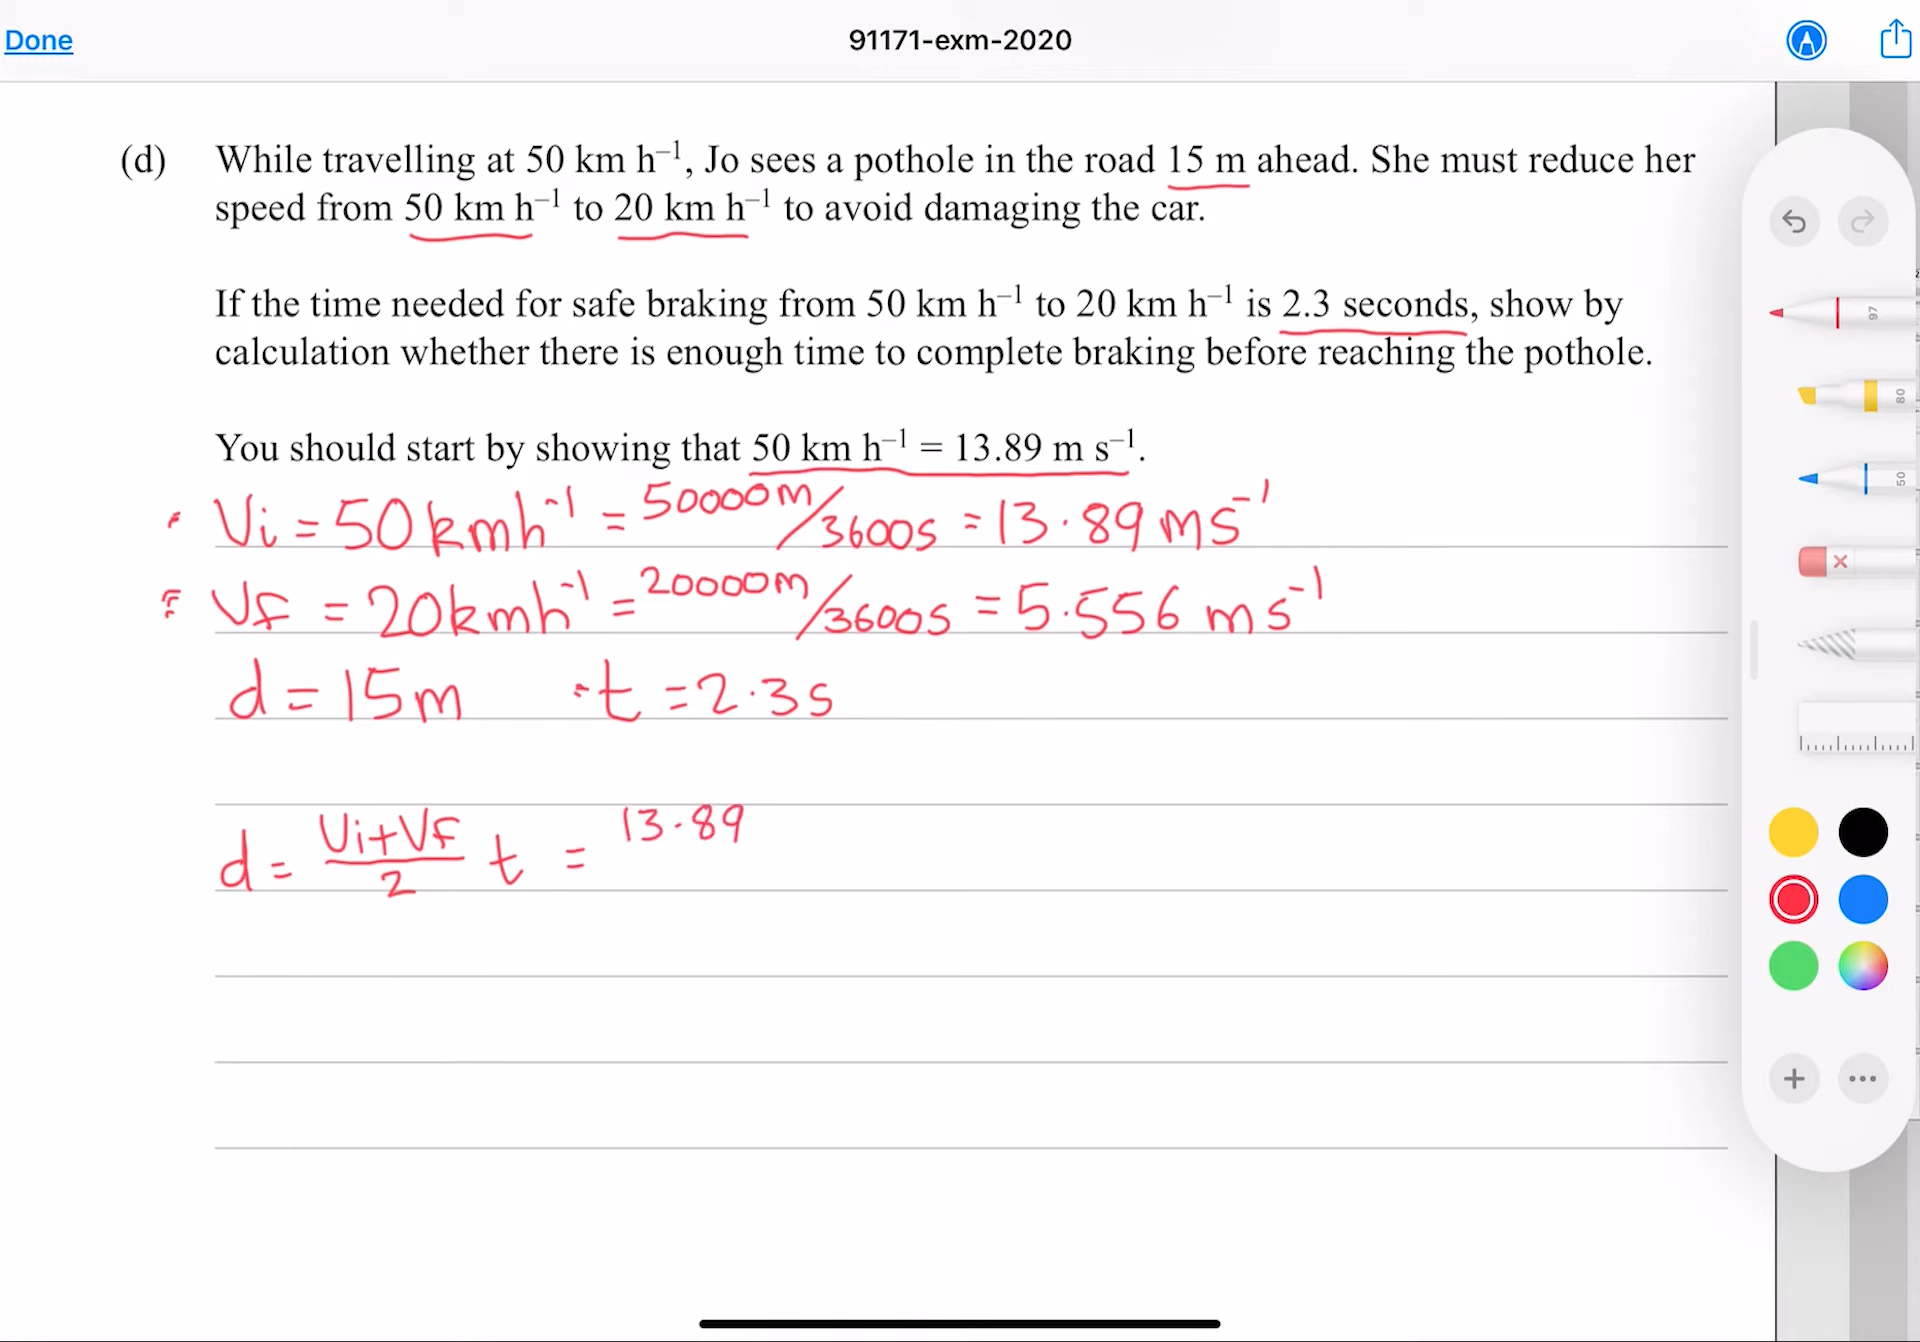 Done
91171-exm-2020
(d) While travelling at 50 km h⁻¹, Jo sees a pothole in the road 15 m ahead. She must reduce her
speed from 50 km h⁻¹ to 20 km h⁻¹ to avoid damaging the car.
If the time needed for safe braking from 50 km h⁻¹ to 20 km h⁻¹ is 2.3 seconds, show by
calculation whether there is enough time to complete braking before reaching the pothole.
You should start by showing that 50 km h⁻¹ = 13.89 m s⁻¹.
Vi = 50kmh⁻¹ = 50000m/3600s = 13.89 ms⁻¹
Vf = 20kmh⁻¹ = 20000m/3600s = 5.556 ms⁻¹
d = 15m t = 2.3s
d = (Vi+Vf)/2 t = 13.89
97
80
50